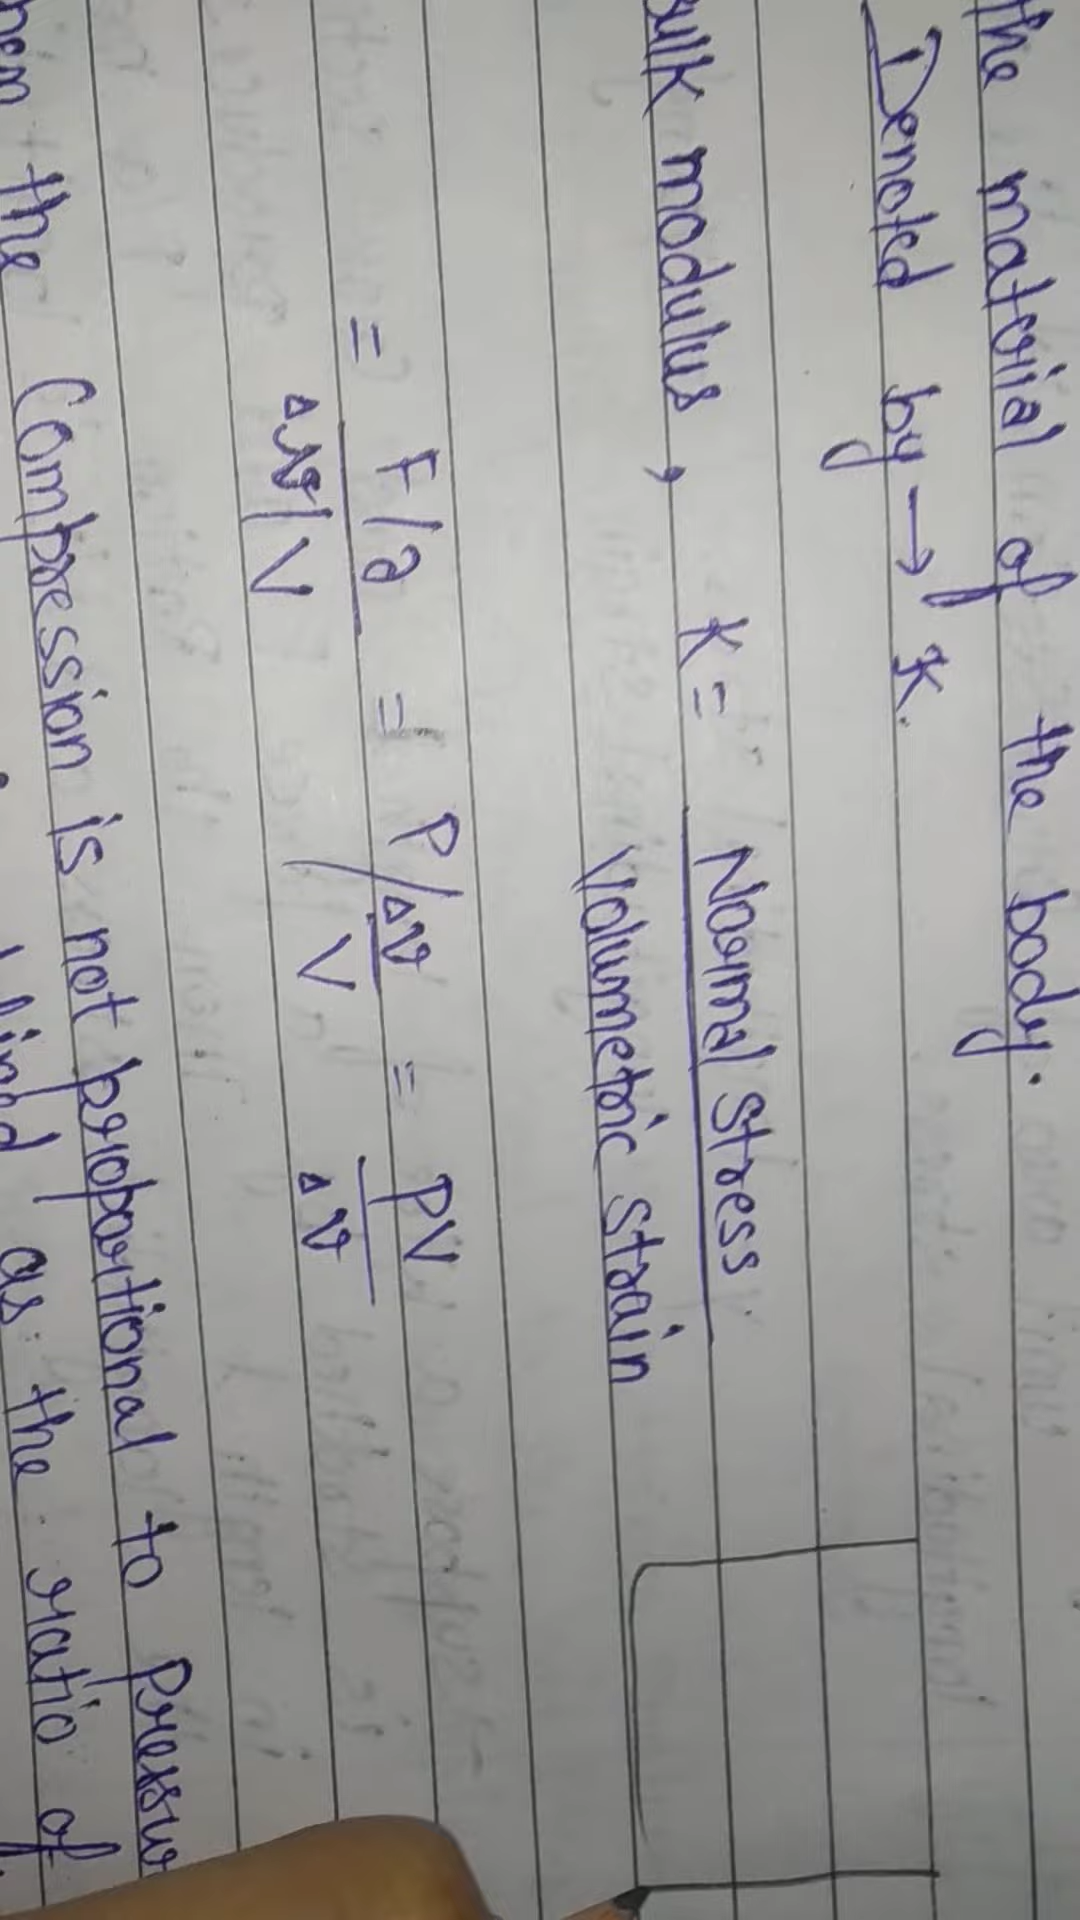 the material of the body.
Denoted by → K.
Bulk modulus, K = Normal Stress / Volumetric Strain
= F/a / Δv/V = P / Δv/V = PV / Δv
the Compression is not proportional to Pressu
as the ratio of